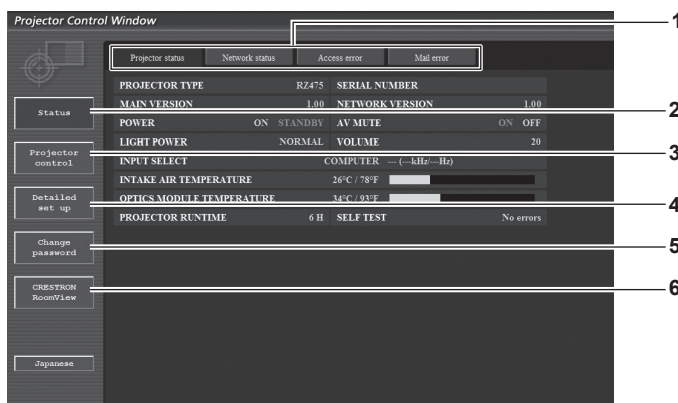 Projector Control Window
1
Projector status Network status Access error Mail error
PROJECTOR TYPE RZ475 SERIAL NUMBER
MAIN VERSION 1.00 NETWORK VERSION 1.00
Status
2
POWER ON STANDBY AV MUTE ON OFF
LIGHT POWER NORMAL VOLUME 20
Projector control
3
INPUT SELECT COMPUTER --- (---kHz/---Hz)
INTAKE AIR TEMPERATURE 26°C / 78°F
Detailed set up
4
OPTICS MODULE TEMPERATURE 34°C / 93°F
PROJECTOR RUNTIME 6 H SELF TEST No errors
Change password
5
CRESTRON RoomView
6
Japanese